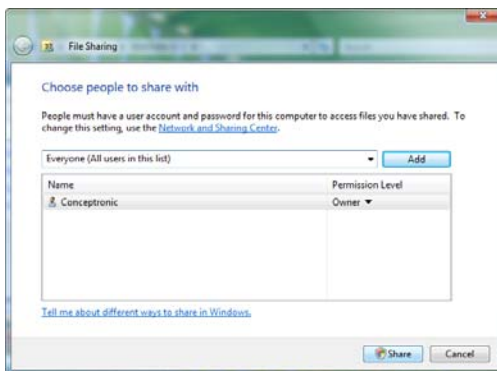 File Sharing
Choose people to share with
People must have a user account and password for this computer to access files you have shared. To
change this setting, use the Network and Sharing Center.
Everyone (All users in this list)
Add
Name Permission Level
Conceptronic Owner
Tell me about different ways to share in Windows.
Share Cancel